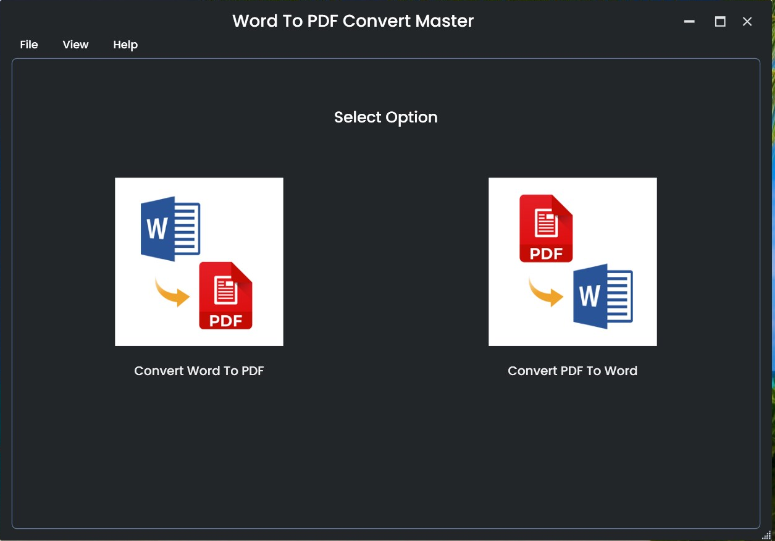 Word To PDF Convert Master
File View Help
Select Option
W
PDF
PDF
W
Convert Word To PDF
Convert PDF To Word